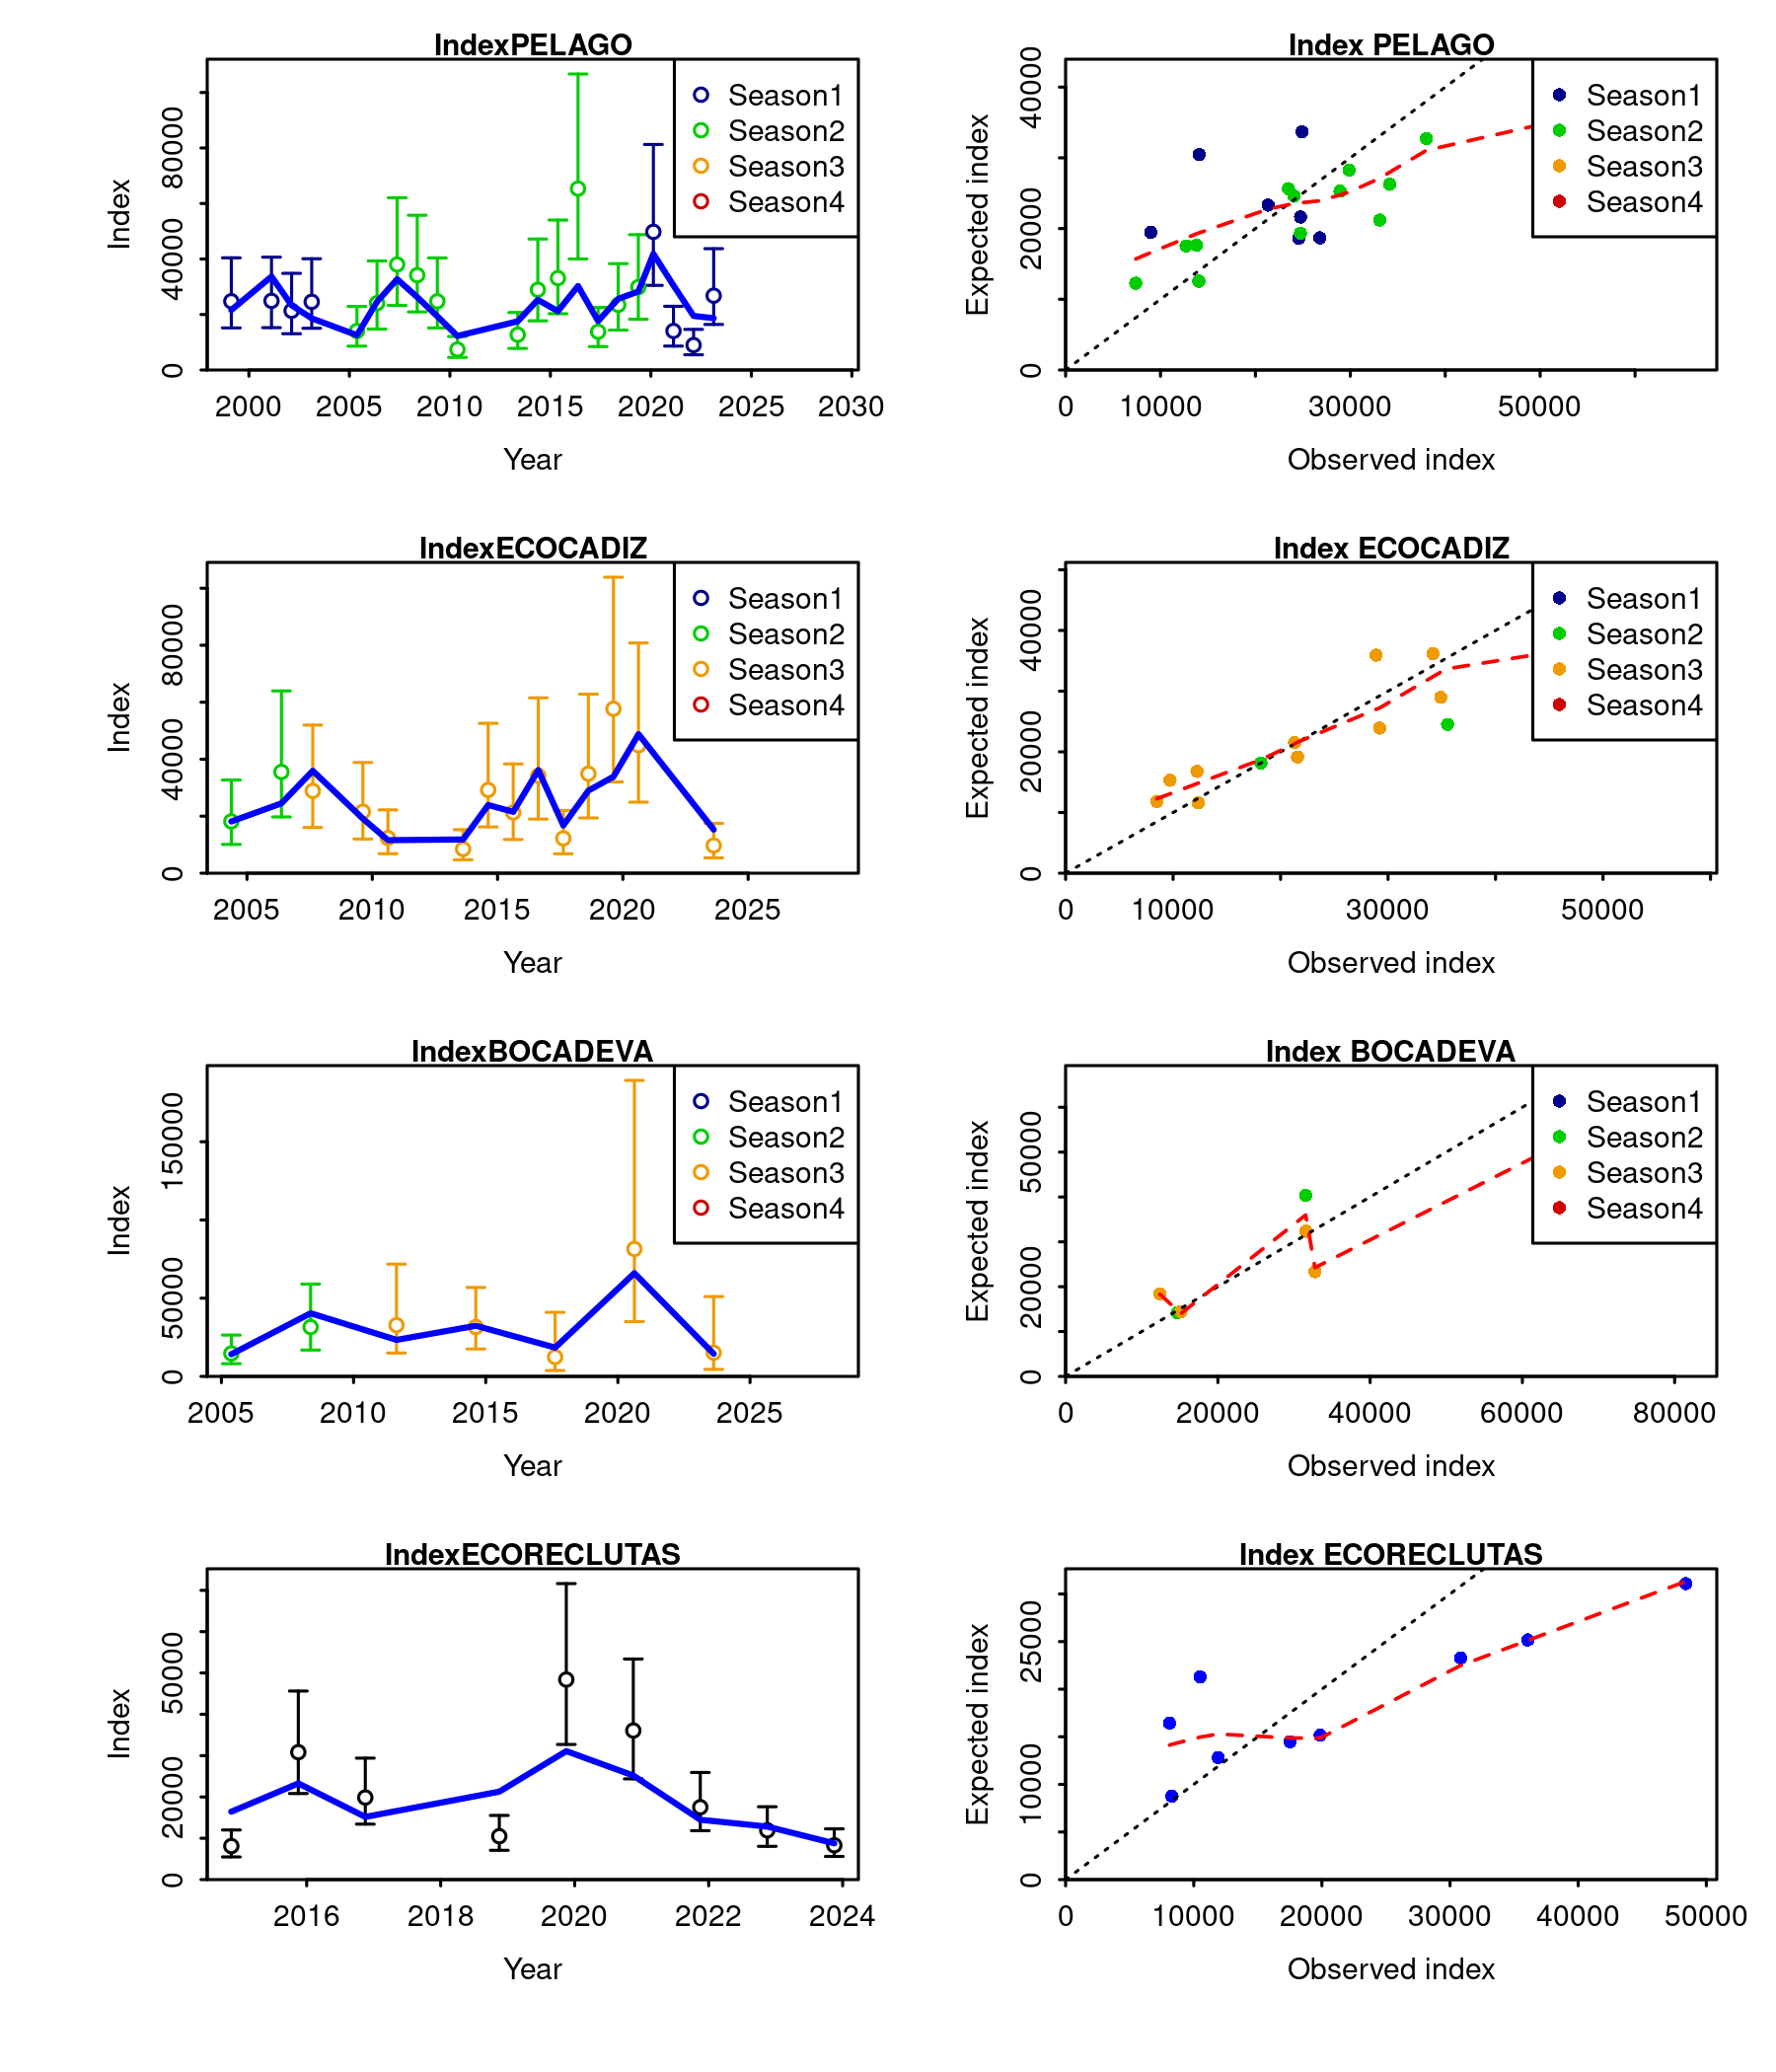 IndexPELAGO
Index
0 40000 80000
Season1
Season2
Season3
Season4
2000 2005 2010 2015 2020 2025 2030
Year
Index PELAGO
Expected index
0 20000 40000
Season1
Season2
Season3
Season4
0 10000 30000 50000
Observed index
IndexECOCADIZ
Index
0 40000 80000
Season1
Season2
Season3
Season4
2005 2010 2015 2020 2025
Year
Index ECOCADIZ
Expected index
0 20000 40000
Season1
Season2
Season3
Season4
0 10000 30000 50000
Observed index
IndexBOCADEVA
Index
0 50000 150000
Season1
Season2
Season3
Season4
2005 2010 2015 2020 2025
Year
Index BOCADEVA
Expected index
0 20000 50000
Season1
Season2
Season3
Season4
0 20000 40000 60000 80000
Observed index
IndexECORECLUTAS
Index
0 20000 50000
2016 2018 2020 2022 2024
Year
Index ECORECLUTAS
Expected index
0 10000 25000
0 10000 20000 30000 40000 50000
Observed index